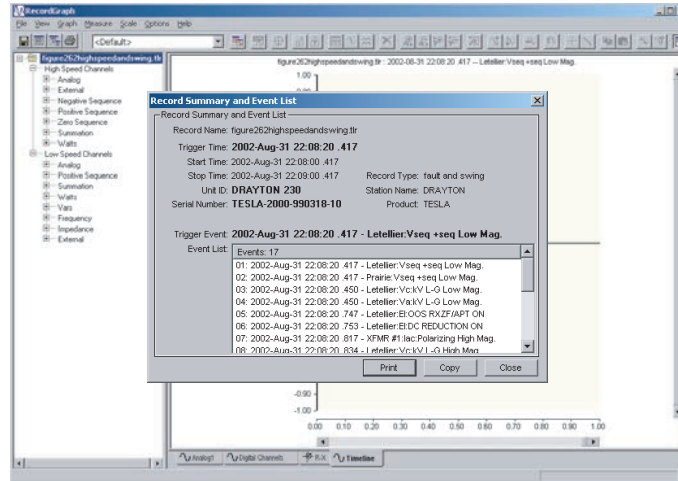 RecordGraph
File View Graph Measure Scale Options Help
<Default>
figure262highspeedandswing.tlr
High Speed Channels
Analog
External
Negative Sequence
Positive Sequence
Zero Sequence
Summation
Watts
Low Speed Channels
Analog
Positive Sequence
Summation
Watts
Vars
Frequency
Impedance
External
figure262highspeedandswing.tlr : 2002-08-31 22:08:20 .417 -- Letellier:Vseq +seq Low Mag.
1.00
Record Summary and Event List
Record Summary and Event List
Record Name: figure262highspeedandswing.tlr
Trigger Time: 2002-Aug-31 22:08:20 .417
Start Time: 2002-Aug-31 22:08:00 .417
Stop Time: 2002-Aug-31 22:09:00 .417 Record Type: fault and swing
Unit ID: DRAYTON 230 Station Name: DRAYTON
Serial Number: TESLA-2000-990318-10 Product: TESLA
Trigger Event: 2002-Aug-31 22:08:20 .417 - Letellier:Vseq +seq Low Mag.
Event List: Events: 17
01: 2002-Aug-31 22:08:20 .417 - Letellier:Vseq +seq Low Mag.
02: 2002-Aug-31 22:08:20 .417 - Prairie:Vseq +seq Low Mag.
03: 2002-Aug-31 22:08:20 .450 - Letellier:Vc:kV L-G Low Mag.
04: 2002-Aug-31 22:08:20 .450 - Letellier:Va:kV L-G Low Mag.
05: 2002-Aug-31 22:08:20 .747 - Letellier:EI:OOS RXZF/APT ON
06: 2002-Aug-31 22:08:20 .753 - Letellier:EI:DC REDUCTION ON
07: 2002-Aug-31 22:08:20 .817 - XFMR #1:Iac:Polarizing High Mag.
08: 2002-Aug-31 22:08:20 .834 - Letellier:Vc:kV L-G High Mag.
Print Copy Close
-0.90
-1.00
0.00 0.10 0.20 0.30 0.40 0.50 0.60 0.70 0.80 0.90 1.00
Analog1 Digital Channels R-X Timeline